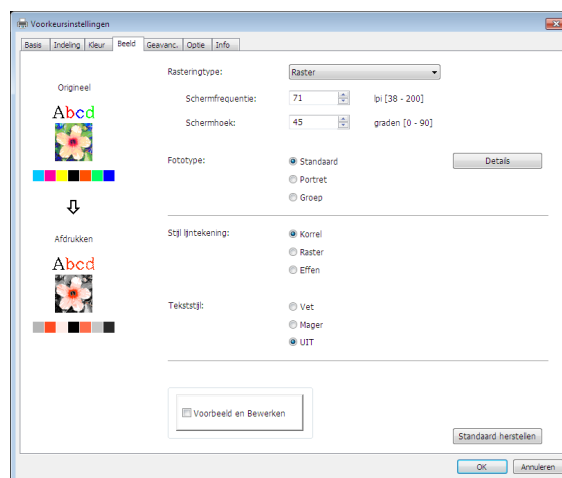 Voorkeursinstellingen
Basis Indeling Kleur Beeld Geavanc. Optie Info
Origineel
Abcd
Afdrukken
Abcd
Rasteringtype: Raster
Schermfrequentie: 71 lpi [38 - 200]
Schermhoek: 45 graden [0 - 90]
Fototype: Standaard Details
Portret
Groep
Stijl lijntekening: Korrel
Raster
Effen
Tekststijl: Vet
Mager
UIT
Voorbeeld en Bewerken
Standaard herstellen
OK Annuleren